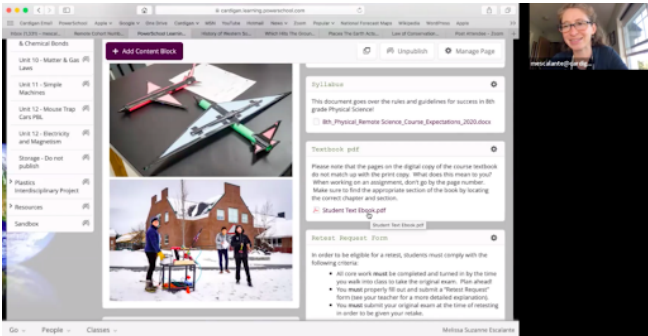 cardigan.learning.powerschool.com
Cardigan Email PowerSchool Apple Google One Drive Cardigan MBN YouTube Hotmail News Zoom Popular National Forecast Maps Wikipedia WordPress Apple
PowerSchool Learnin...
+ Add Content Block
Unpublish
Manage Page
& Chemical Bonds
Unit 10 - Matter & Gas
Laws
Unit 11 - Simple
Machines
Unit 12 - Mouse Trap
Cars PBL
Unit 12 - Electricity
and Magnetism
Storage - Do not
publish
Plastics
Interdisciplinary Project
Resources
Sandbox
Syllabus
This document goes over the rules and guidelines for success in 8th
grade Physical Science!
8th_Physical_Remote Science_Course_Expectations_2020.docx
Textbook pdf
Please note that the pages on the digital copy of the course textbook
do not match up with the print copy. What does this mean to you?
When working on an assignment, don't go by the page number.
Make sure to find the appropriate section of the book by locating
the correct chapter and section.
Student Text Ebook.pdf
Student Text Ebook.pdf
Retest Request Form
In order to be eligible for a retest, students must comply with the
following criteria:
• All core work must be completed and turned in by the time
you walk into class to take the original exam. Plan ahead!
• You must properly fill out and submit a "Retest Request"
form (see your teacher for a more detailed explanation).
• You must submit your original exam at the time of retesting
in order to be given your retake.
Go People Classes
Melissa Suzanne Escalante
mescalante@cardig...